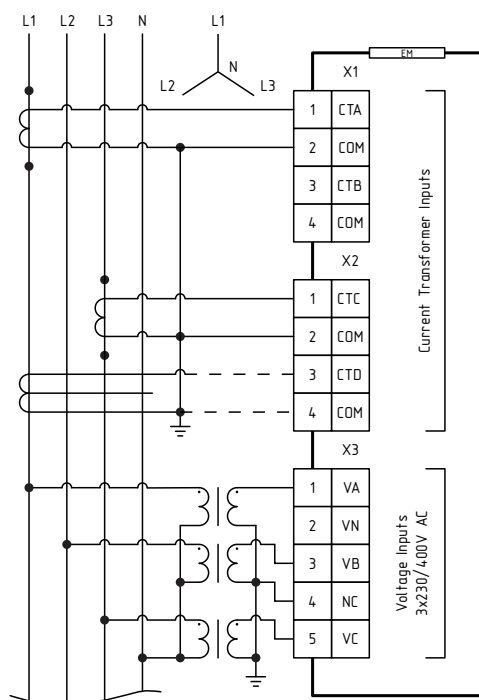 L1 L2 L3 N L1
N
L2 L3
EM
X1
1 CTA
2 COM
3 CTB
4 COM
Current Transformer Inputs
X2
1 CTC
2 COM
3 CTD
4 COM
X3
1 VA
2 VN
3 VB
4 NC
5 VC
Voltage Inputs
3x230/400V AC